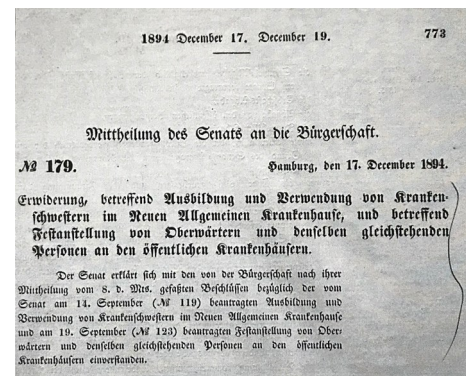 1894 December 17. December 19.
773
Mittheilung des Senats an die Bürgerschaft.
№ 179.
Hamburg, den 17. December 1894.
Erwiderung, betreffend Ausbildung und Verwendung von Kranken-
schwestern im Neuen Allgemeinen Krankenhause, und betreffend
Festanstellung von Oberwärtern und denselben gleichstehenden
Personen an den öffentlichen Krankenhäusern.
Der Senat erklärt sich mit den von der Bürgerschaft nach ihrer
Mittheilung vom 8. d. Mts. gefaßten Beschlüssen bezüglich der vom
Senat am 14. September (№ 119) beantragten Ausbildung und
Verwendung von Krankenschwestern im Neuen Allgemeinen Krankenhause
und am 19. September (№ 123) beantragten Festanstellung von Ober-
wärtern und denselben gleichstehenden Personen an den öffentlichen
Krankenhäusern einverstanden.